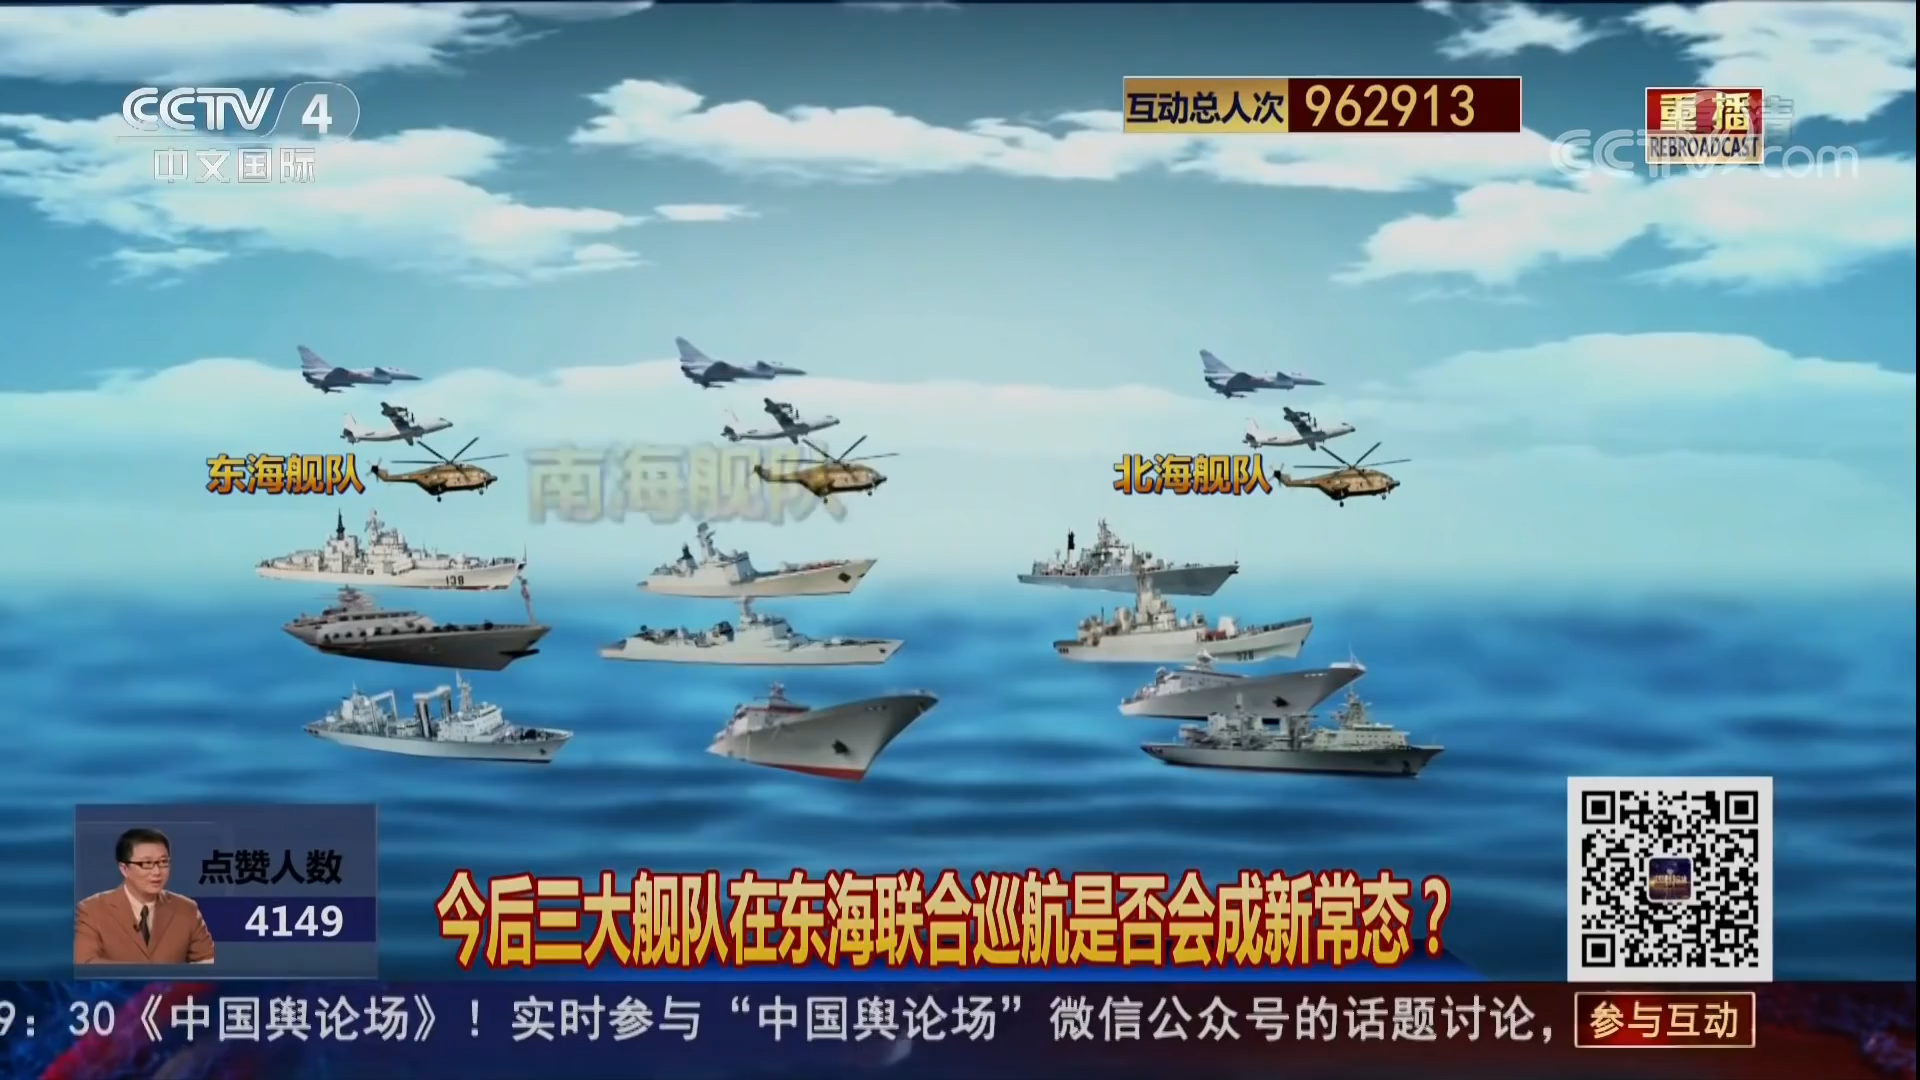 CCTV 4
中文国际
互动总人次 962913
重播
REBROADCAST
CCTV.com
东海舰队
南海舰队
北海舰队
138
528
点赞人数
4149
今后三大舰队在东海联合巡航是否会成新常态？
9：30《中国舆论场》！实时参与“中国舆论场”微信公众号的话题讨论，
参与互动